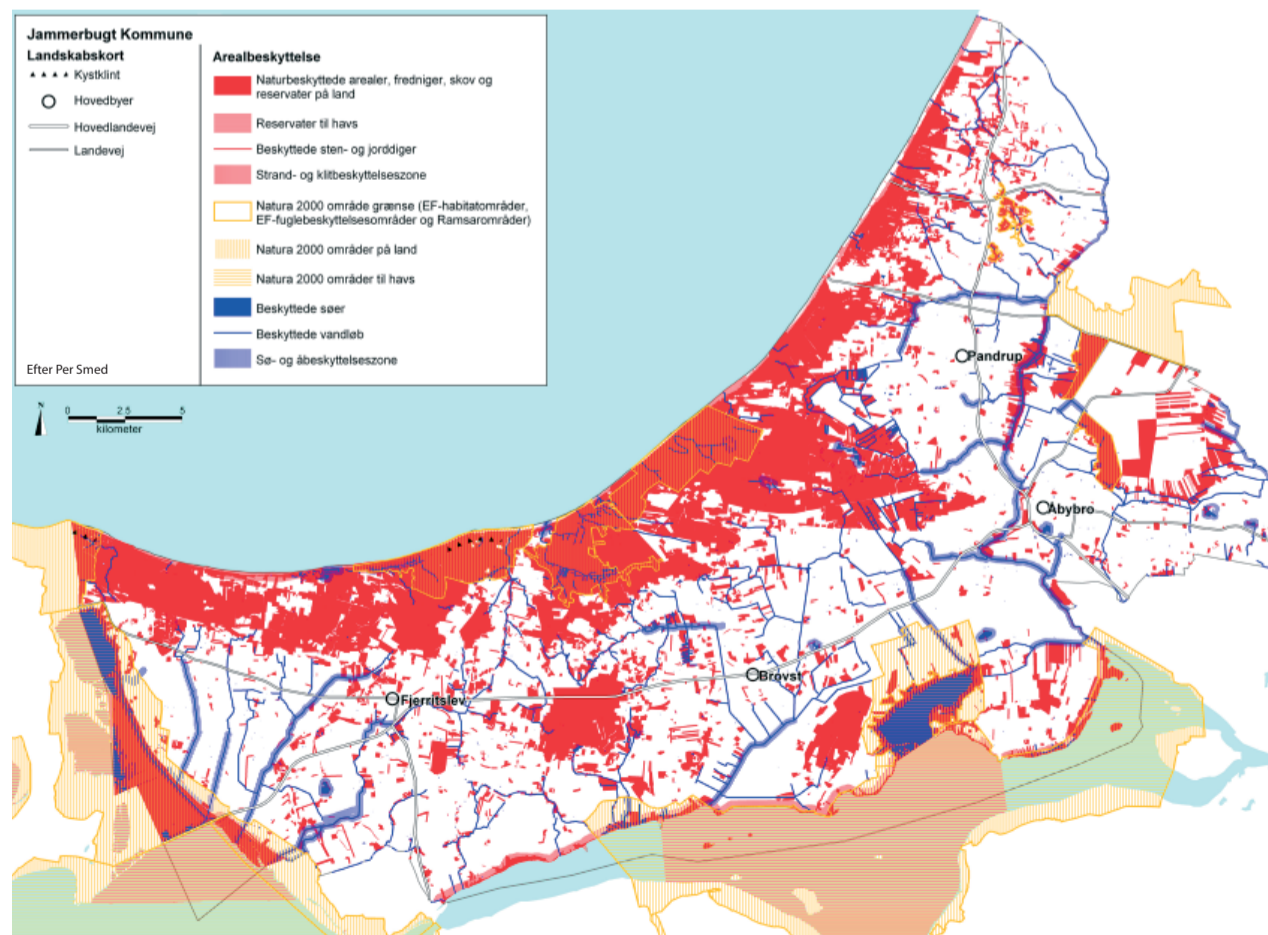 Jammerbugt Kommune
Landskabskort
Kystklint
Hovedbyer
Hovedlandevej
Landevej
Efter Per Smed
Arealbeskyttelse
Naturbeskyttede arealer, fredniger, skov og
reservater på land
Reservater til havs
Beskyttede sten- og jorddiger
Strand- og klitbeskyttelseszone
Natura 2000 område grænse (EF-habitatområder,
EF-fuglebeskyttelsesområder og Ramsarområder)
Natura 2000 områder på land
Natura 2000 områder til havs
Beskyttede søer
Beskyttede vandløb
Sø- og åbeskyttelseszone
N
0 2.5 5
kilometer
Pandrup
Åbybro
Brovst
Fjerritslev